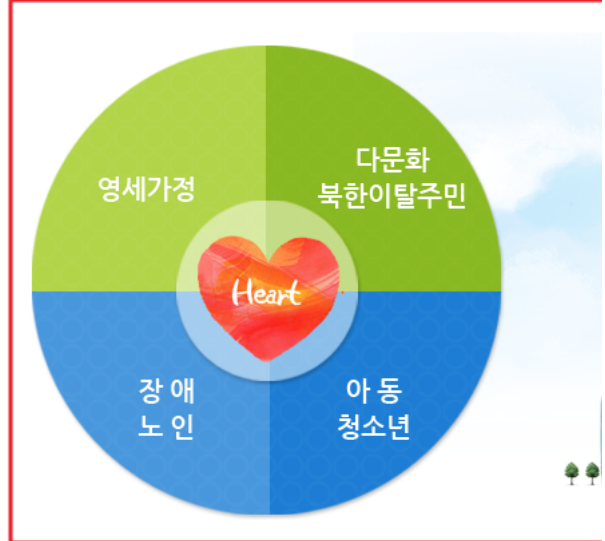 영세가정
다문화
북한이탈주민
Heart
장 애
노 인
아 동
청소년